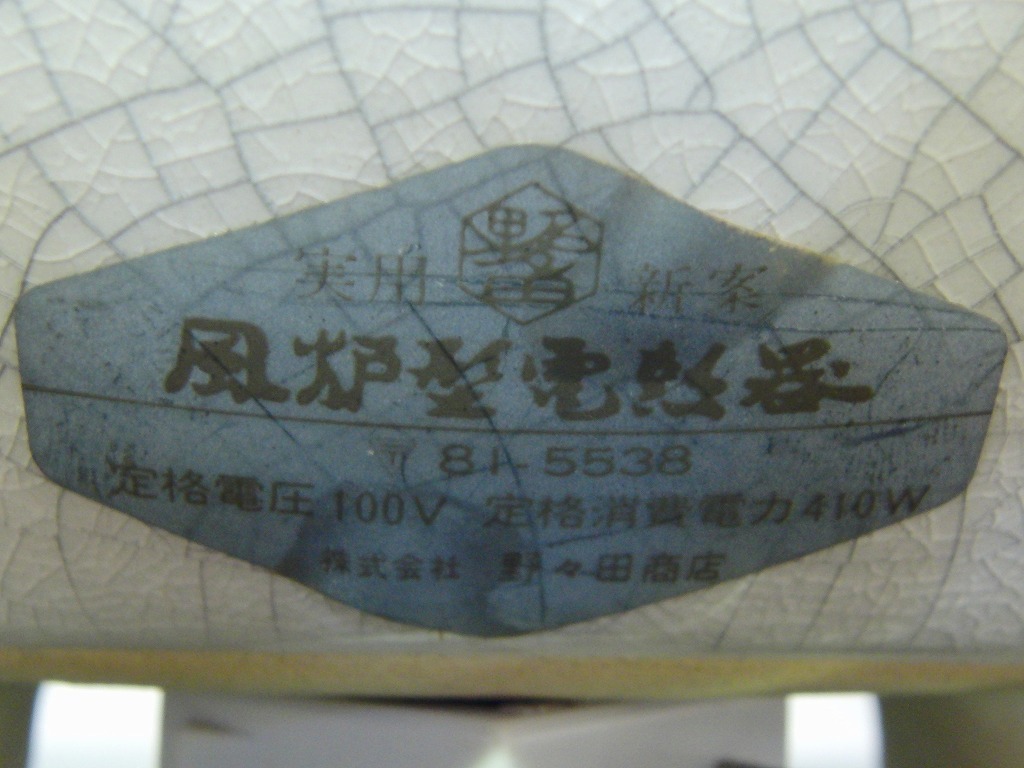 実用 新案
風炉型電熱器
〒 81-5538
定格電圧100V 定格消費電力410W
株式会社 野々田商店